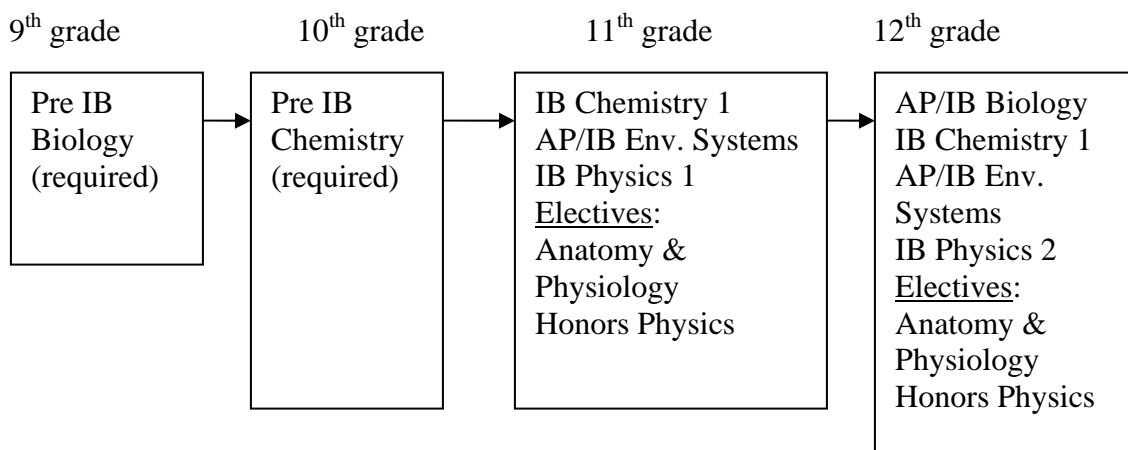 9th grade
10th grade
11th grade
12th grade
Pre IB
Biology
(required)
Pre IB
Chemistry
(required)
IB Chemistry 1
AP/IB Env. Systems
IB Physics 1
Electives:
Anatomy &
Physiology
Honors Physics
AP/IB Biology
IB Chemistry 1
AP/IB Env.
Systems
IB Physics 2
Electives:
Anatomy &
Physiology
Honors Physics